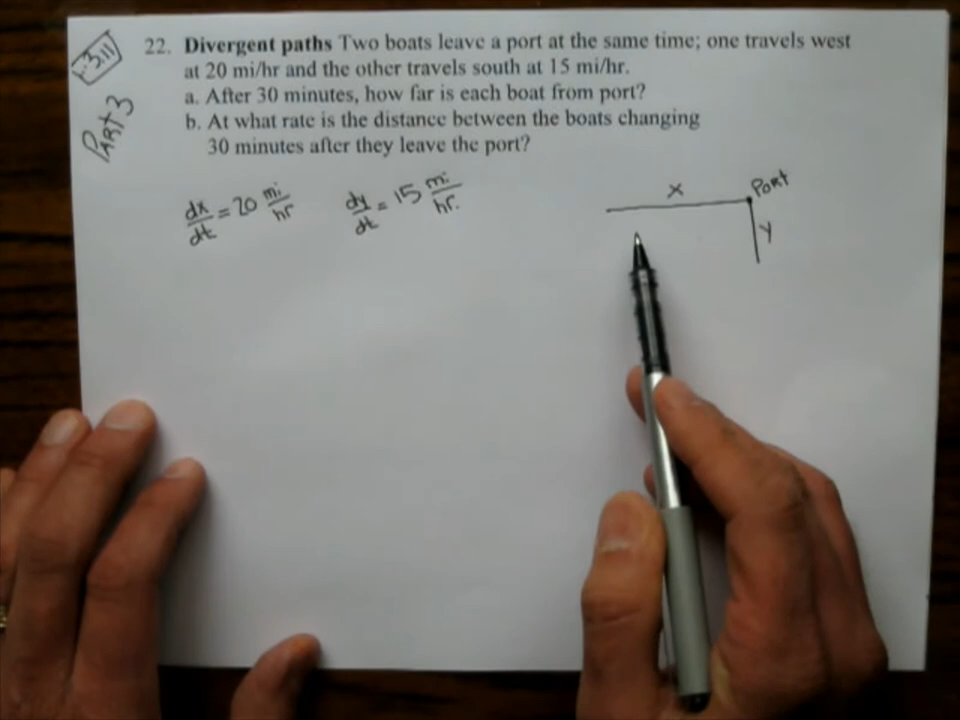 3.11
PART 3
22. Divergent paths Two boats leave a port at the same time; one travels west
at 20 mi/hr and the other travels south at 15 mi/hr.
a. After 30 minutes, how far is each boat from port?
b. At what rate is the distance between the boats changing
30 minutes after they leave the port?
dx/dt = 20 mi/hr
dy/dt = 15 mi/hr.
x
Port
y